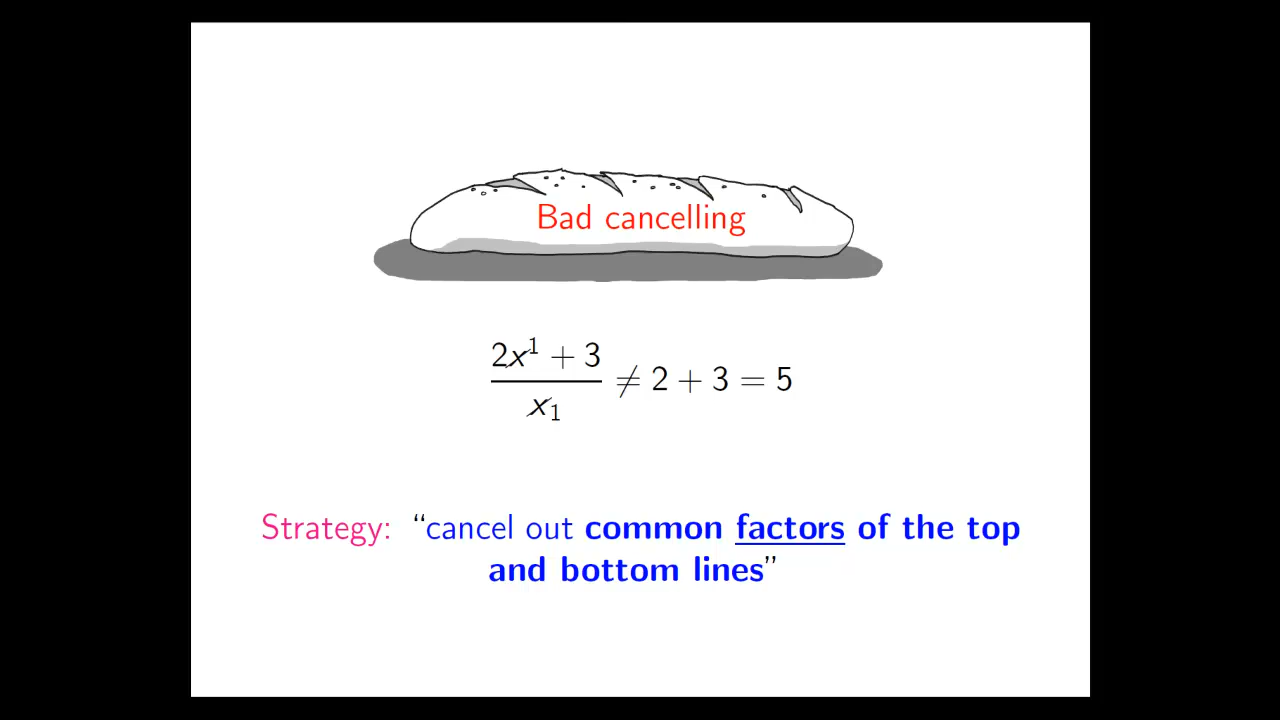 Bad cancelling
2x¹ + 3
—— ≠ 2 + 3 = 5
x₁
Strategy: “cancel out common factors of the top
and bottom lines”